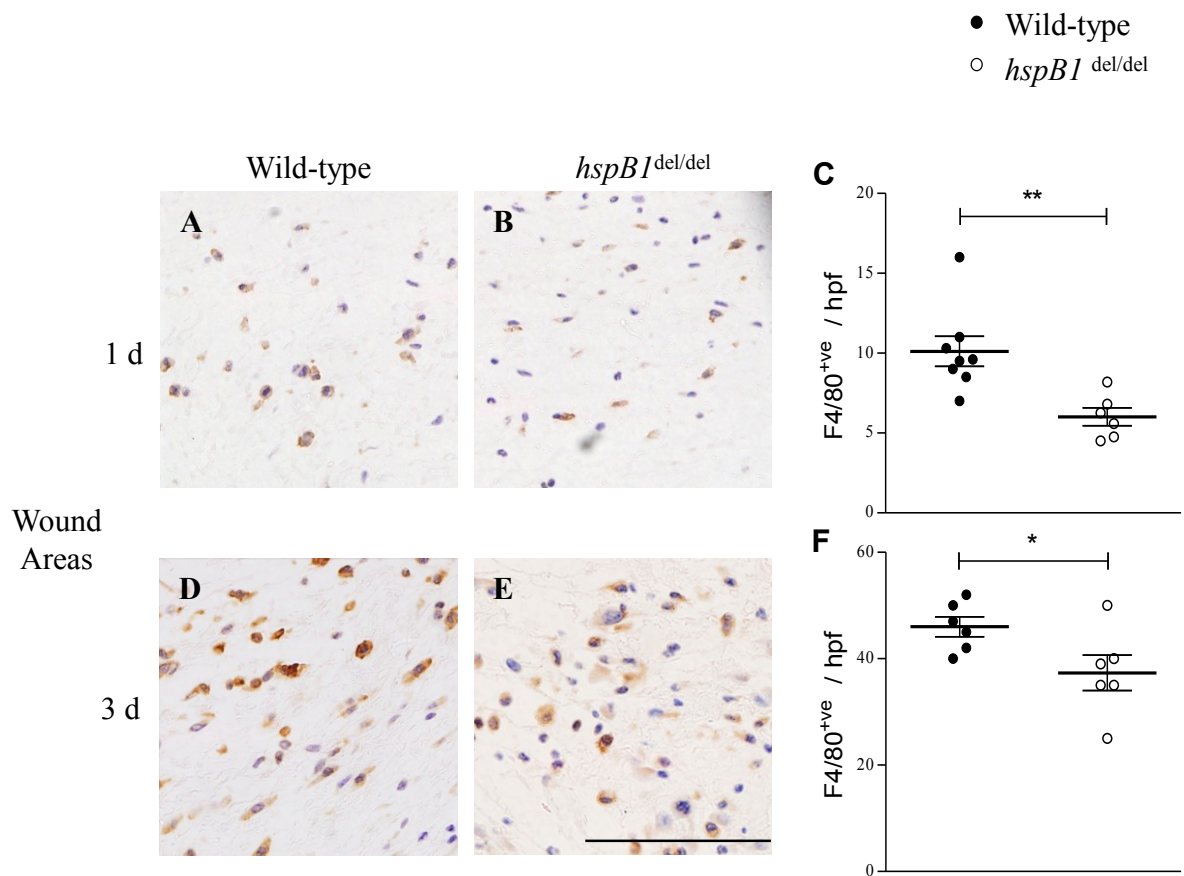 Wild-type
hspB1 del/del
Wild-type
hspB1del/del
A
B
C
20
**
15
10
5
0
F4/80+ve / hpf
1 d
Wound
Areas
D
E
F
60
*
40
20
0
F4/80+ve / hpf
3 d